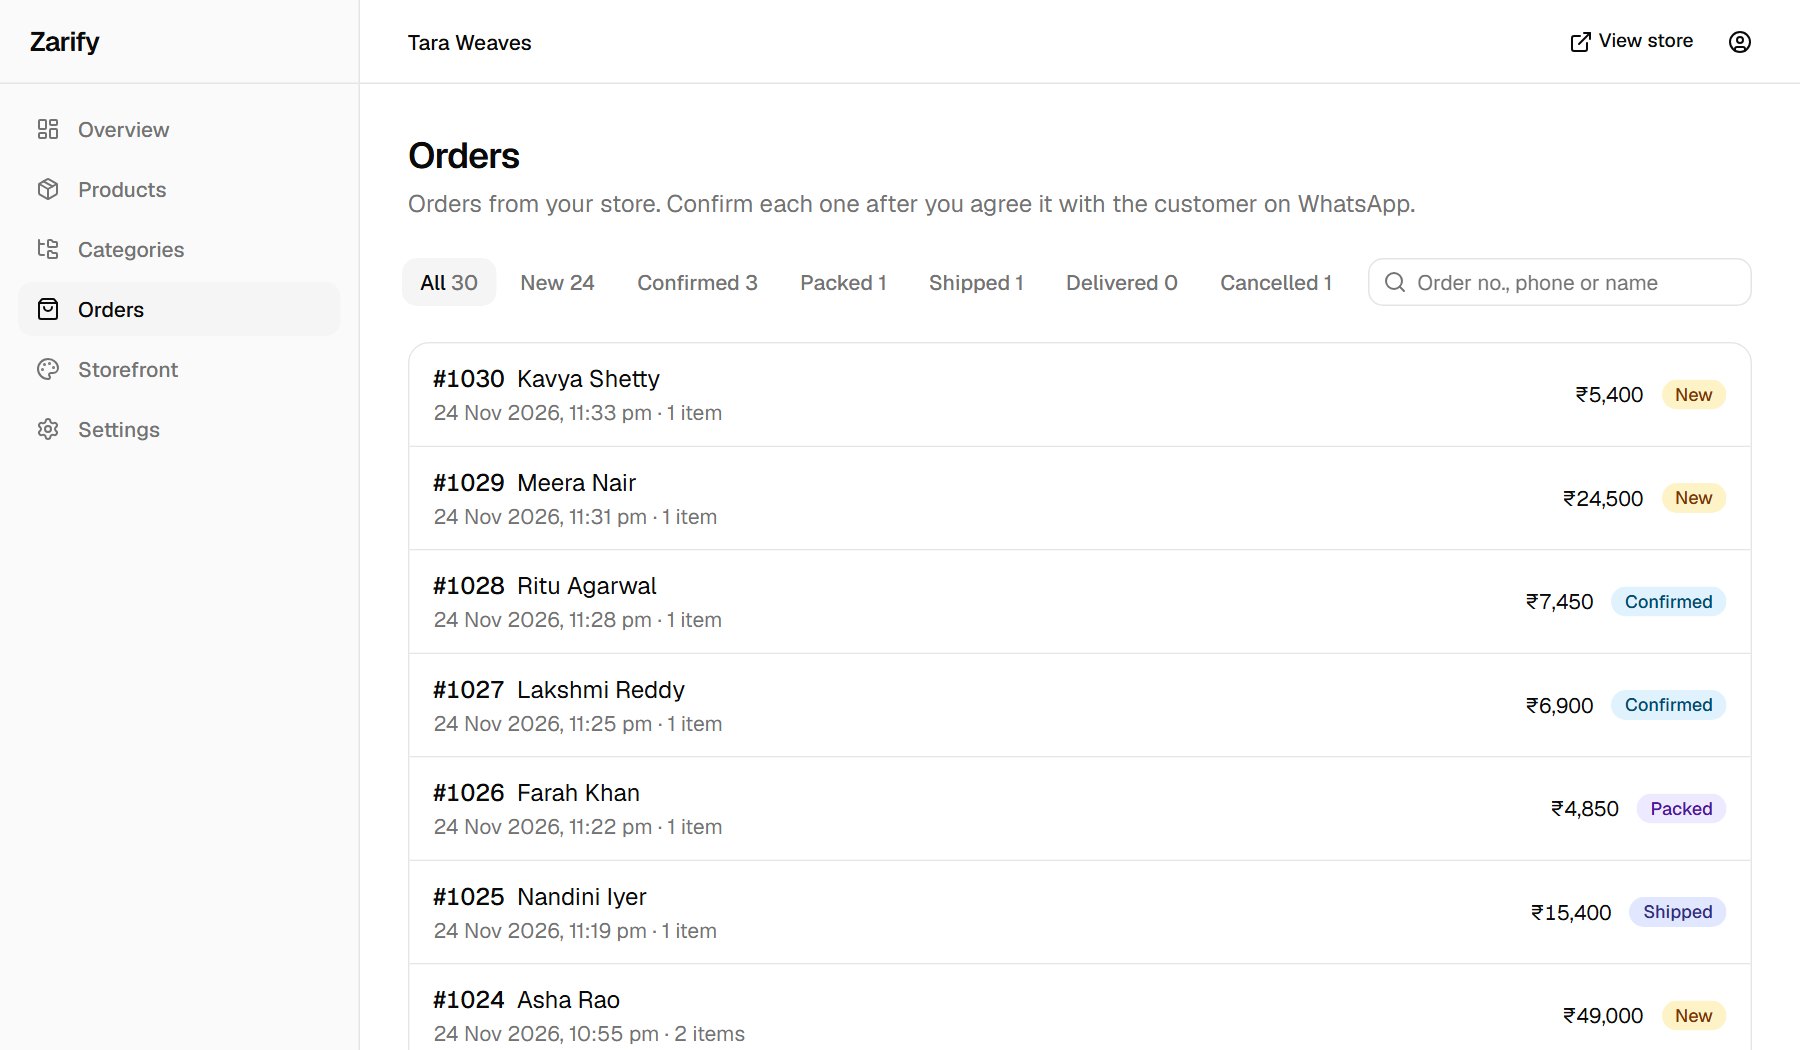 Zarify
Tara Weaves
View store
Overview
Products
Categories
Orders
Storefront
Settings
Orders
Orders from your store. Confirm each one after you agree it with the customer on WhatsApp.
All 30 New 24 Confirmed 3 Packed 1 Shipped 1 Delivered 0 Cancelled 1 Order no., phone or name
#1030 Kavya Shetty
24 Nov 2026, 11:33 pm · 1 item
₹5,400 New
#1029 Meera Nair
24 Nov 2026, 11:31 pm · 1 item
₹24,500 New
#1028 Ritu Agarwal
24 Nov 2026, 11:28 pm · 1 item
₹7,450 Confirmed
#1027 Lakshmi Reddy
24 Nov 2026, 11:25 pm · 1 item
₹6,900 Confirmed
#1026 Farah Khan
24 Nov 2026, 11:22 pm · 1 item
₹4,850 Packed
#1025 Nandini Iyer
24 Nov 2026, 11:19 pm · 1 item
₹15,400 Shipped
#1024 Asha Rao
24 Nov 2026, 10:55 pm · 2 items
₹49,000 New